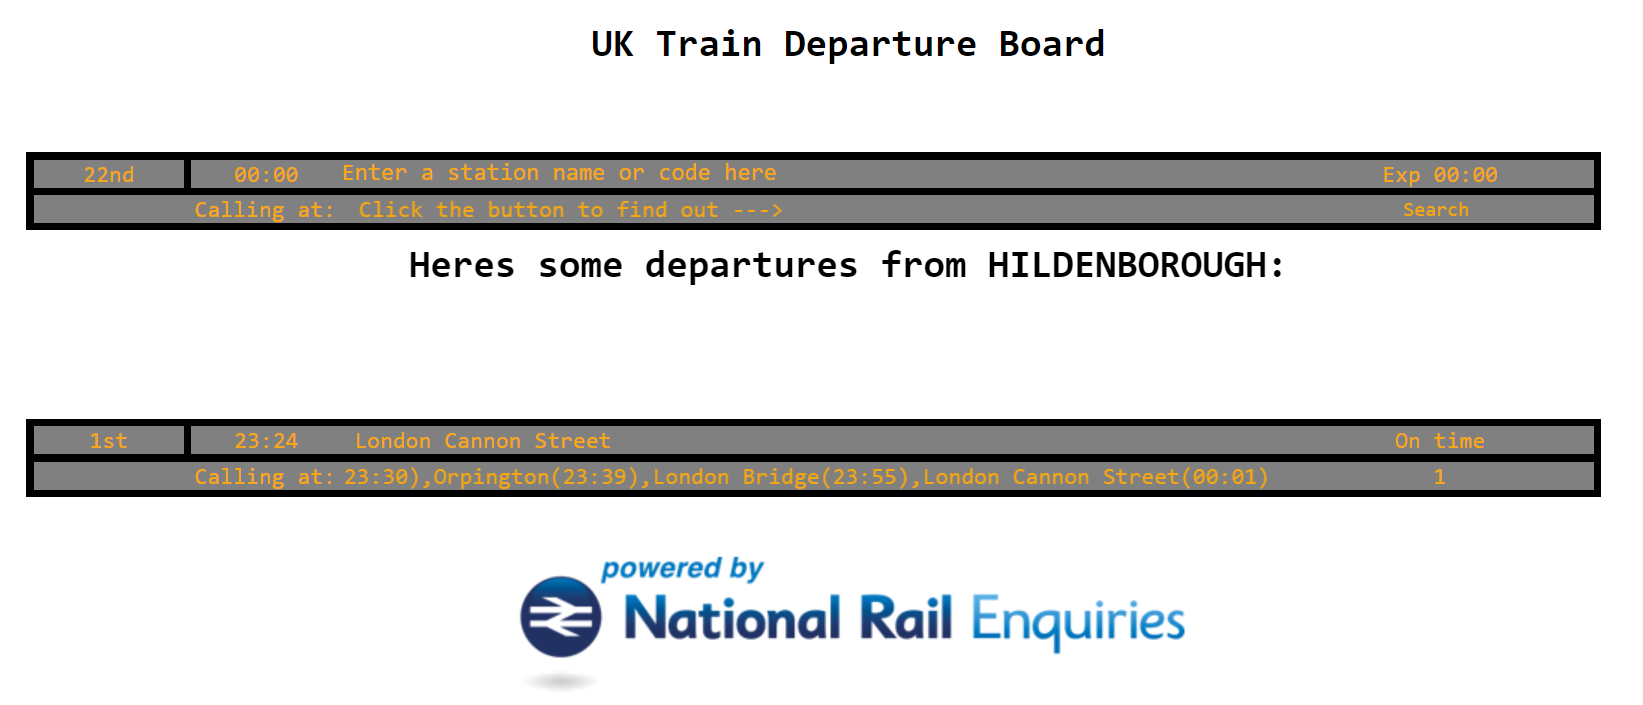 UK Train Departure Board
22nd 00:00 Enter a station name or code here Exp 00:00
Calling at: Click the button to find out ---> Search
Heres some departures from HILDENBOROUGH:
1st 23:24 London Cannon Street On time
Calling at: 23:30),Orpington(23:39),London Bridge(23:55),London Cannon Street(00:01) 1
powered by
National Rail Enquiries